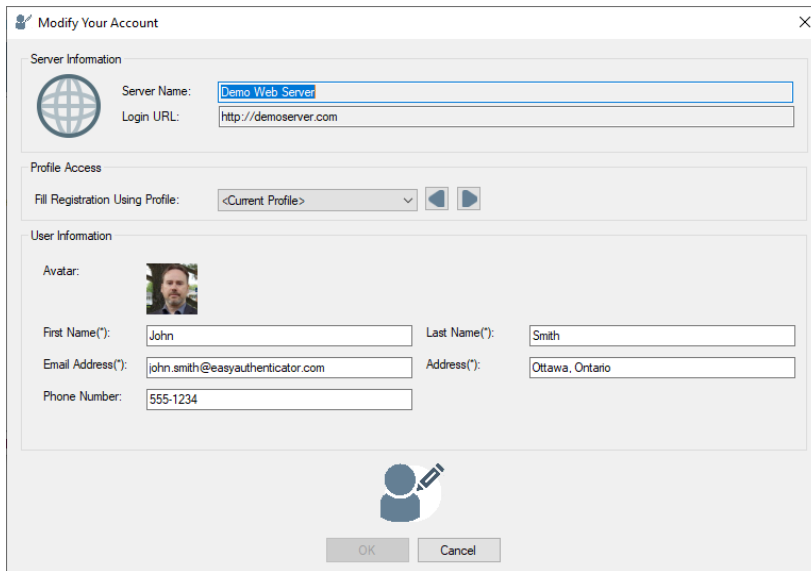 Modify Your Account
Server Information
Server Name: Demo Web Server
Login URL: http://demoserver.com
Profile Access
Fill Registration Using Profile: <Current Profile>
User Information
Avatar:
First Name(*): John Last Name(*): Smith
Email Address(*): john.smith@easyauthenticator.com Address(*): Ottawa, Ontario
Phone Number: 555-1234
OK Cancel